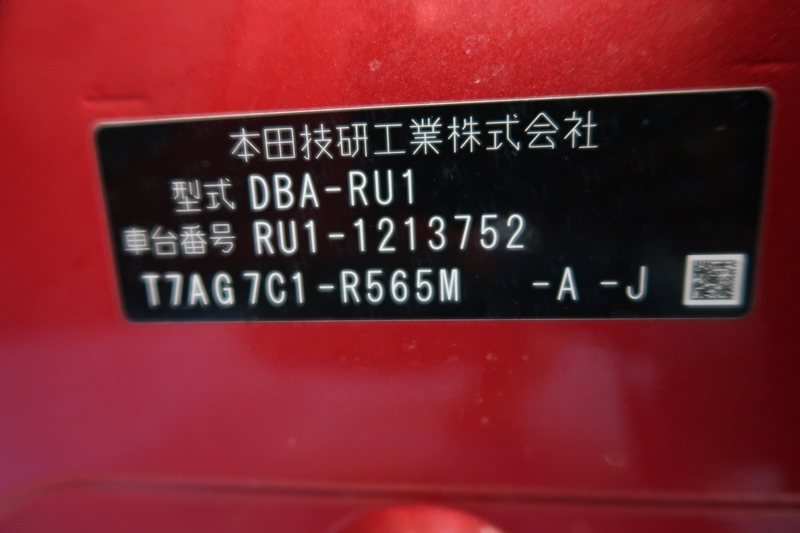 本田技研工業株式会社
型式 DBA-RU1
車台番号 RU1-1213752
T7AG7C1-R565M -A -J